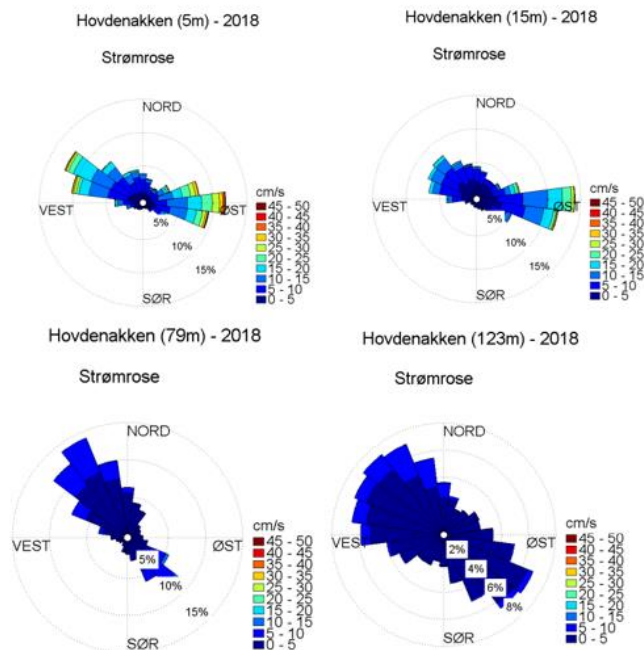 Hovdenakken (5m) - 2018
Strømrose
NORD
VEST
ØST
SØR
5%
10%
15%
cm/s
45 - 50
40 - 45
35 - 40
30 - 35
25 - 30
20 - 25
15 - 20
10 - 15
5 - 10
0 - 5
Hovdenakken (15m) - 2018
Strømrose
NORD
VEST
ØST
SØR
5%
10%
15%
cm/s
45 - 50
40 - 45
35 - 40
30 - 35
25 - 30
20 - 25
15 - 20
10 - 15
5 - 10
0 - 5
Hovdenakken (79m) - 2018
Strømrose
NORD
VEST
ØST
SØR
5%
10%
15%
cm/s
45 - 50
40 - 45
35 - 40
30 - 35
25 - 30
20 - 25
15 - 20
10 - 15
5 - 10
0 - 5
Hovdenakken (123m) - 2018
Strømrose
NORD
VEST
ØST
SØR
2%
4%
6%
8%
cm/s
45 - 50
40 - 45
35 - 40
30 - 35
25 - 30
20 - 25
15 - 20
10 - 15
5 - 10
0 - 5